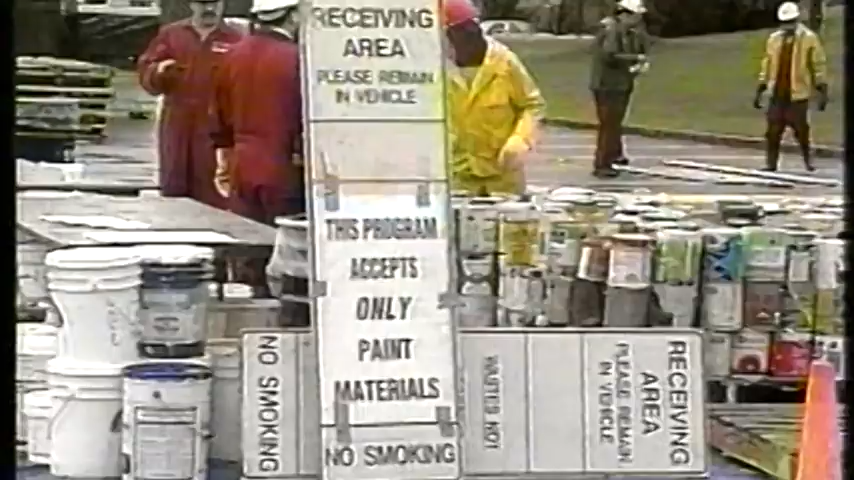 RECEIVING
AREA
PLEASE REMAIN
IN VEHICLE
THIS PROGRAM
ACCEPTS
ONLY
PAINT
MATERIALS
NO SMOKING
NO SMOKING
RECEIVING
AREA
PLEASE REMAIN
IN VEHICLE